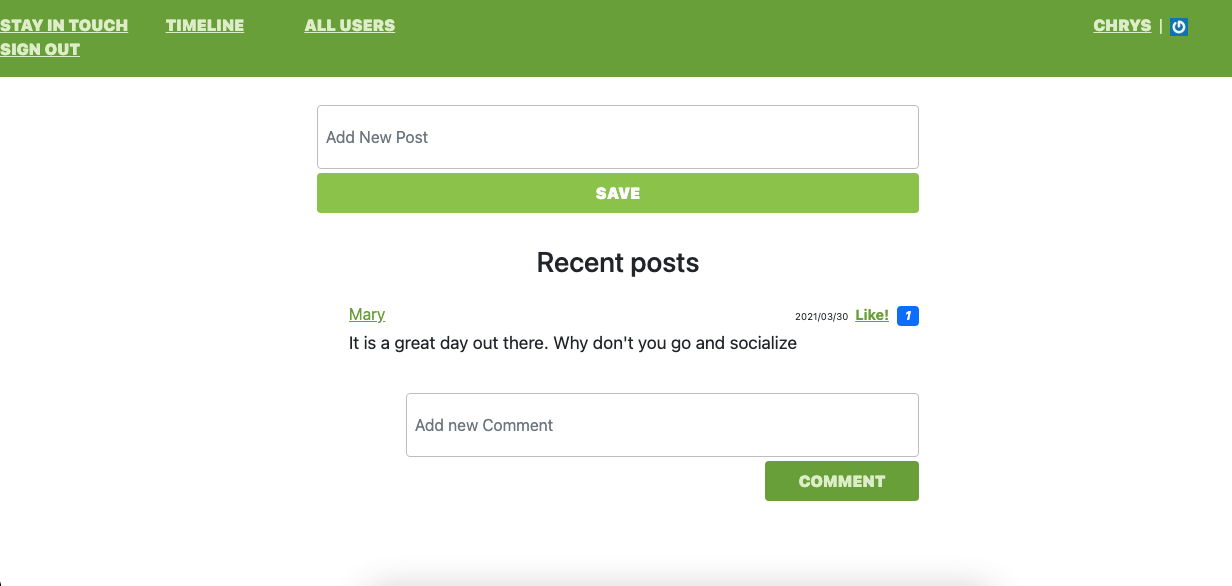 STAY IN TOUCH TIMELINE ALL USERS CHRYS |
SIGN OUT
Add New Post
SAVE
Recent posts
Mary 2021/03/30 Like! 1
It is a great day out there. Why don't you go and socialize
Add new Comment
COMMENT